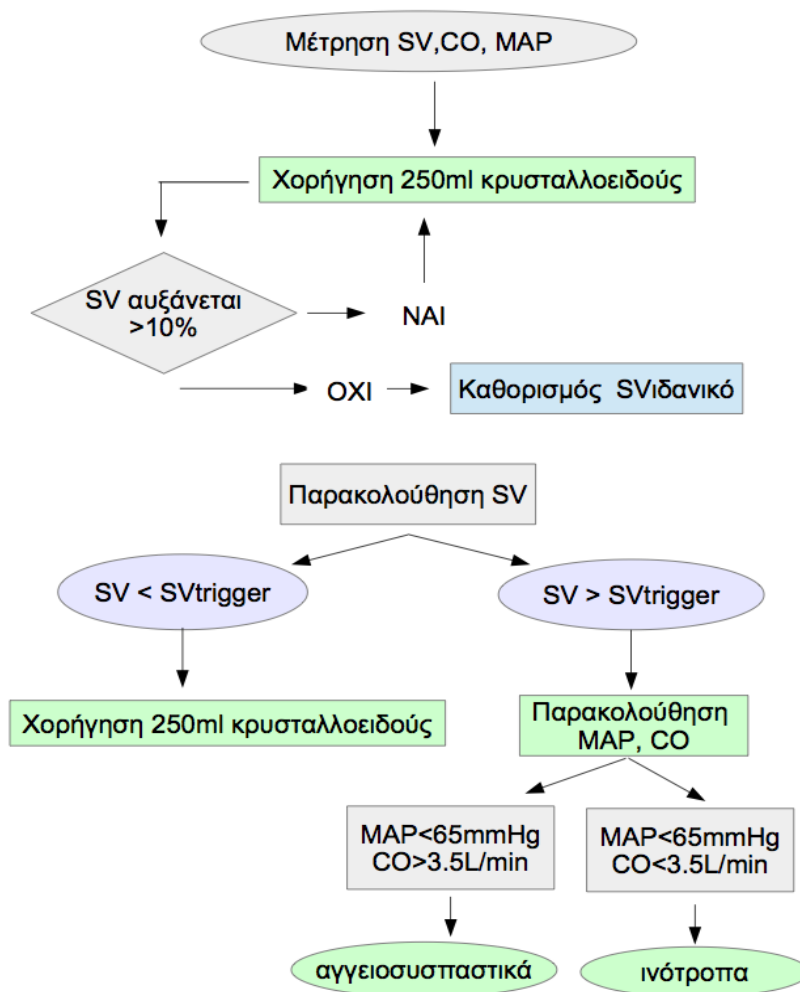 Μέτρηση SV,CO, MAP
Χορήγηση 250ml κρυσταλλοειδούς
SV αυξάνεται
>10%
ΝΑΙ
ΟΧΙ
Καθορισμός SVιδανικό
Παρακολούθηση SV
SV < SVtrigger
SV > SVtrigger
Χορήγηση 250ml κρυσταλλοειδούς
Παρακολούθηση
MAP, CO
MAP<65mmHg
CO>3.5L/min
MAP<65mmHg
CO<3.5L/min
αγγειοσυσπαστικά
ινότροπα